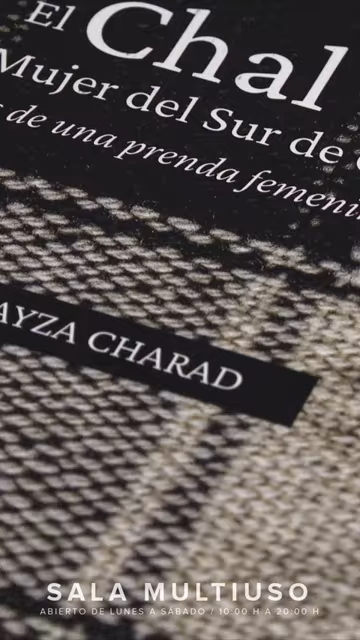 El Chal
Mujer del Sur de
de una prenda
AYZA CHARAD
SALA MULTIUSO
ABIERTO DE LUNES A SÁBADO / 10:00 H A 20:00 H